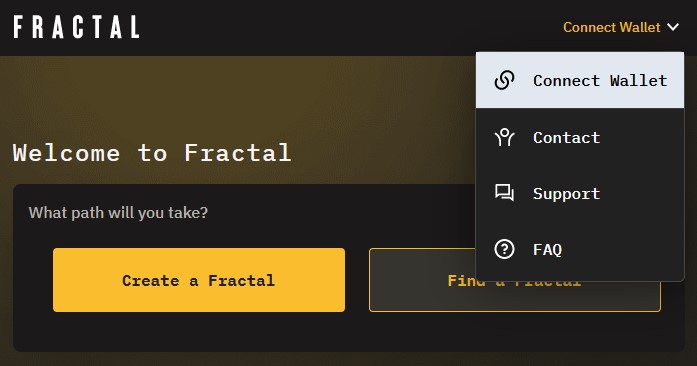 FRACTAL
Connect Wallet
Connect Wallet
Contact
Support
FAQ
Welcome to Fractal
What path will you take?
Create a Fractal
Find a Fractal